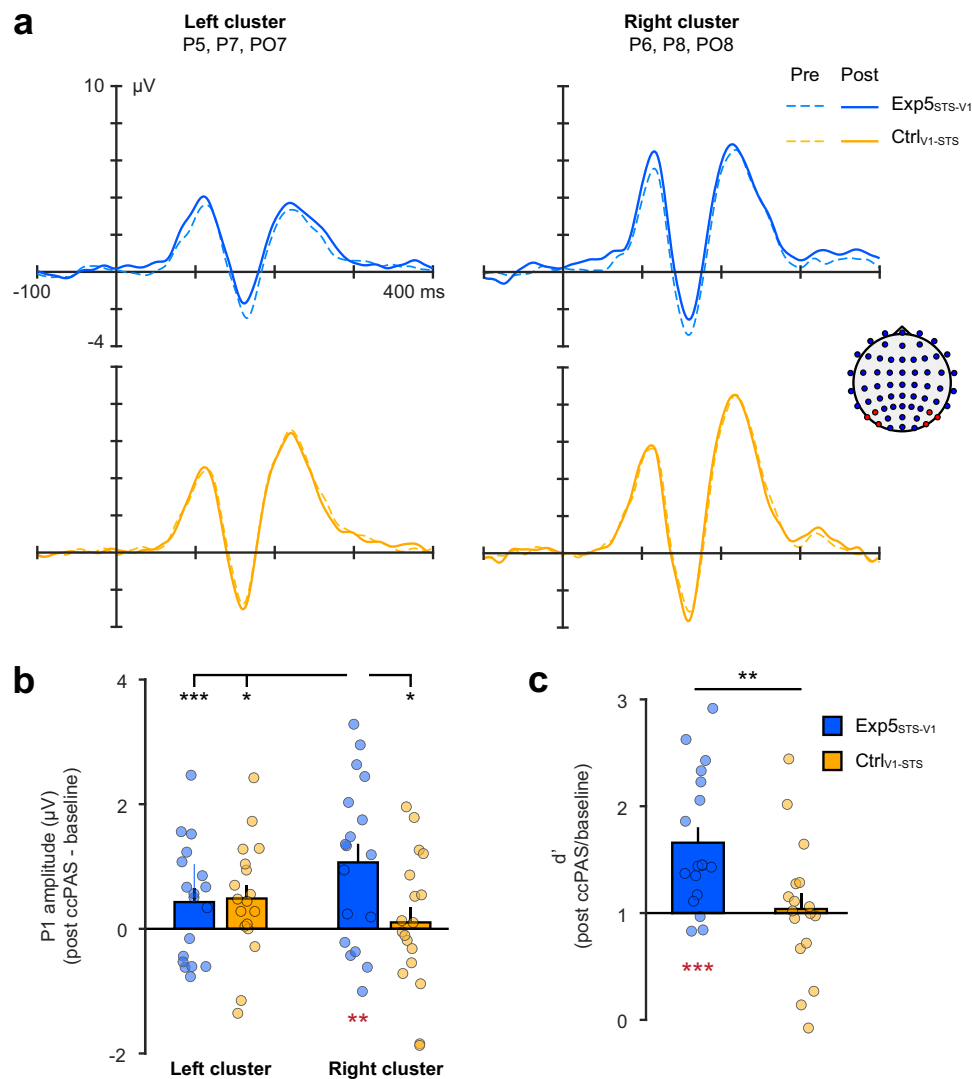 a
Left cluster
P5, P7, PO7
Right cluster
P6, P8, PO8
10
µV
-4
-100
400 ms
Pre Post
Exp5STS-V1
CtrlV1-STS
b
4
2
0
-2
P1 amplitude (µV)
(post ccPAS - baseline)
*** * *
**
Left cluster Right cluster
c
3
2
1
0
d'
(post ccPAS/baseline)
**
***
Exp5STS-V1
CtrlV1-STS